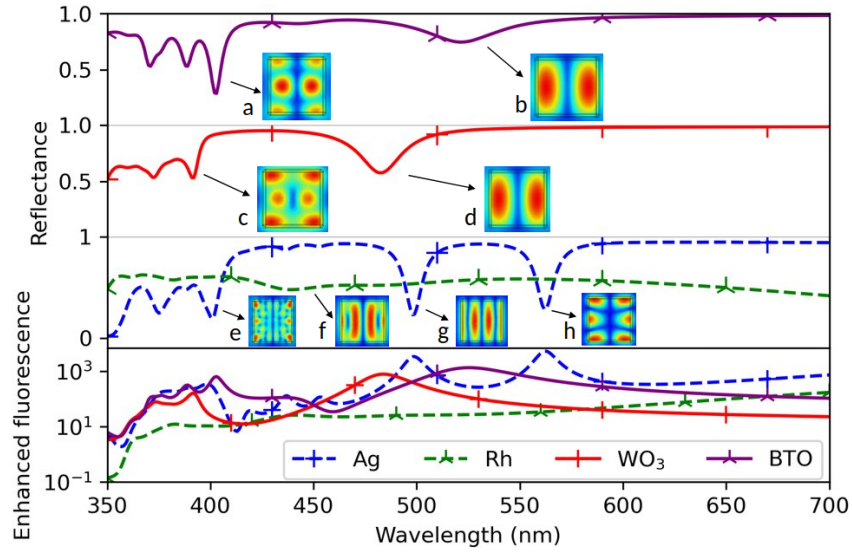 1.0
0.5
a
b
1.0
0.5
c
d
1
0
e
f
g
h
Reflectance
10³
10¹
10⁻¹
Enhanced fluorescence
Ag
Rh
WO₃
BTO
350 400 450 500 550 600 650 700
Wavelength (nm)